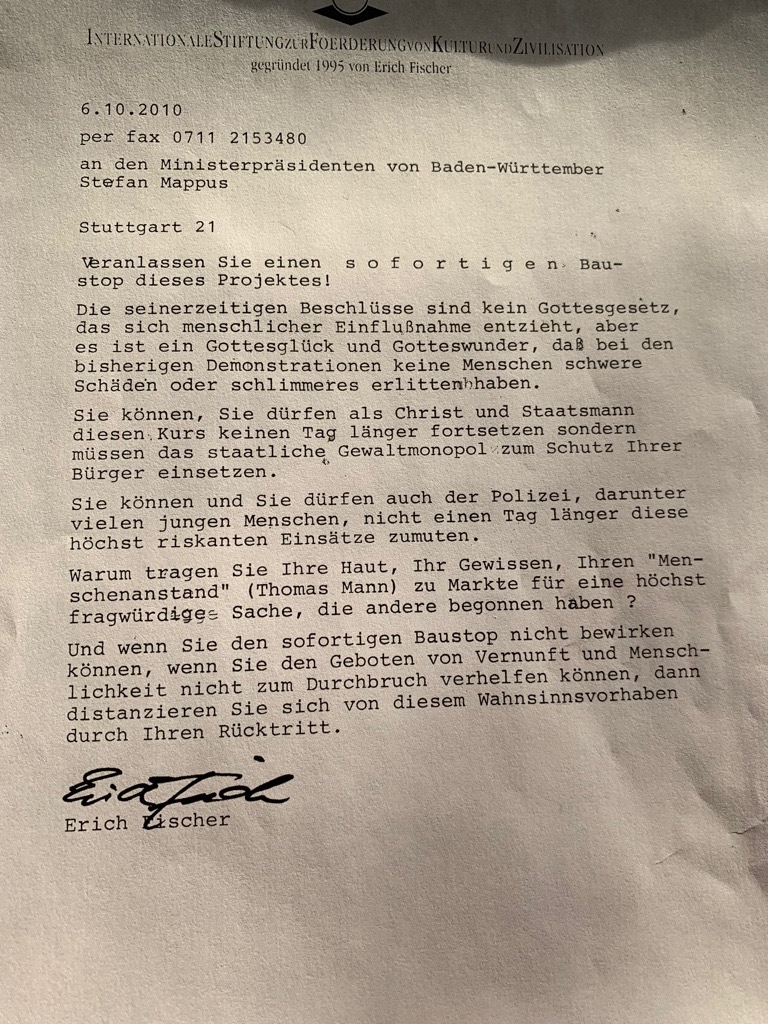 INTERNATIONALESTIFTUNGZURFOERDERUNGVONKULTURUNDZIVILISATION
gegründet 1995 von Erich Fischer
6.10.2010
per fax 0711 2153480
an den Ministerpräsidenten von Baden-Württember
Stefan Mappus
Stuttgart 21
Veranlassen Sie einen s o f o r t i g e n Bau-
stop dieses Projektes!
Die seinerzeitigen Beschlüsse sind kein Gottesgesetz,
das sich menschlicher Einflußnahme entzieht, aber
es ist ein Gottesglück und Gotteswunder, daß bei den
bisherigen Demonstrationen keine Menschen schwere
Schäden oder schlimmeres erlitten haben.
Sie können, Sie dürfen als Christ und Staatsmann
diesen Kurs keinen Tag länger fortsetzen sondern
müssen das staatliche Gewaltmonopol zum Schutz Ihrer
Bürger einsetzen.
Sie können und Sie dürfen auch der Polizei, darunter
vielen jungen Menschen, nicht einen Tag länger diese
höchst riskanten Einsätze zumuten.
Warum tragen Sie Ihre Haut, Ihr Gewissen, Ihren "Men-
schenanstand" (Thomas Mann) zu Markte für eine höchst
fragwürdige Sache, die andere begonnen haben ?
Und wenn Sie den sofortigen Baustop nicht bewirken
können, wenn Sie den Geboten von Vernunft und Mensch-
lichkeit nicht zum Durchbruch verhelfen können, dann
distanzieren Sie sich von diesem Wahnsinnsvorhaben
durch Ihren Rücktritt.
Erich Fischer
Erich Fischer